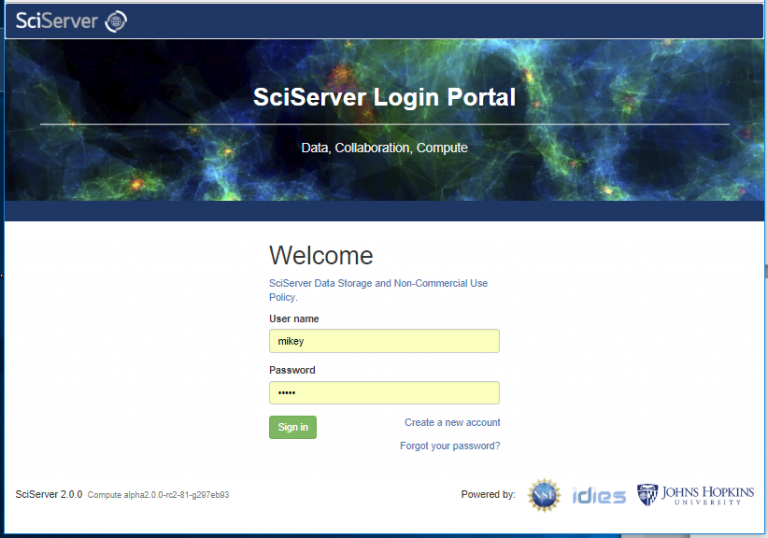 SciServer
SciServer Login Portal
Data, Collaboration, Compute
Welcome
SciServer Data Storage and Non-Commercial Use
Policy.
User name
mikey
Password
•••••
Sign in
Create a new account
Forgot your password?
SciServer 2.0.0 Compute alpha2.0.0-rc2-81-g297eb93
Powered by: NSF idies JOHNS HOPKINS
UNIVERSITY